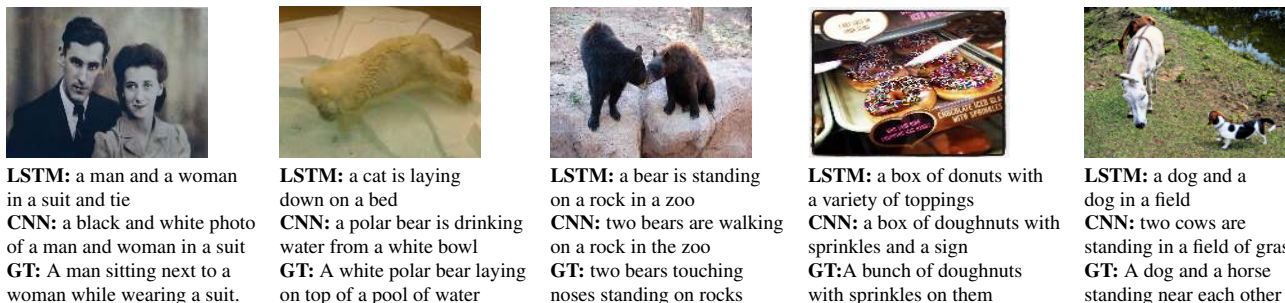 CHOCOLATE ICED GLA
WITH SPRINKLES
LSTM: a man and a woman
in a suit and tie
CNN: a black and white photo
of a man and woman in a suit
GT: A man sitting next to a
woman while wearing a suit.
LSTM: a cat is laying
down on a bed
CNN: a polar bear is drinking
water from a white bowl
GT: A white polar bear laying
on top of a pool of water
LSTM: a bear is standing
on a rock in a zoo
CNN: two bears are walking
on a rock in the zoo
GT: two bears touching
noses standing on rocks
LSTM: a box of donuts with
a variety of toppings
CNN: a box of doughnuts with
sprinkles and a sign
GT:A bunch of doughnuts
with sprinkles on them
LSTM: a dog and a
dog in a field
CNN: two cows are
standing in a field of gras
GT: A dog and a horse
standing near each other